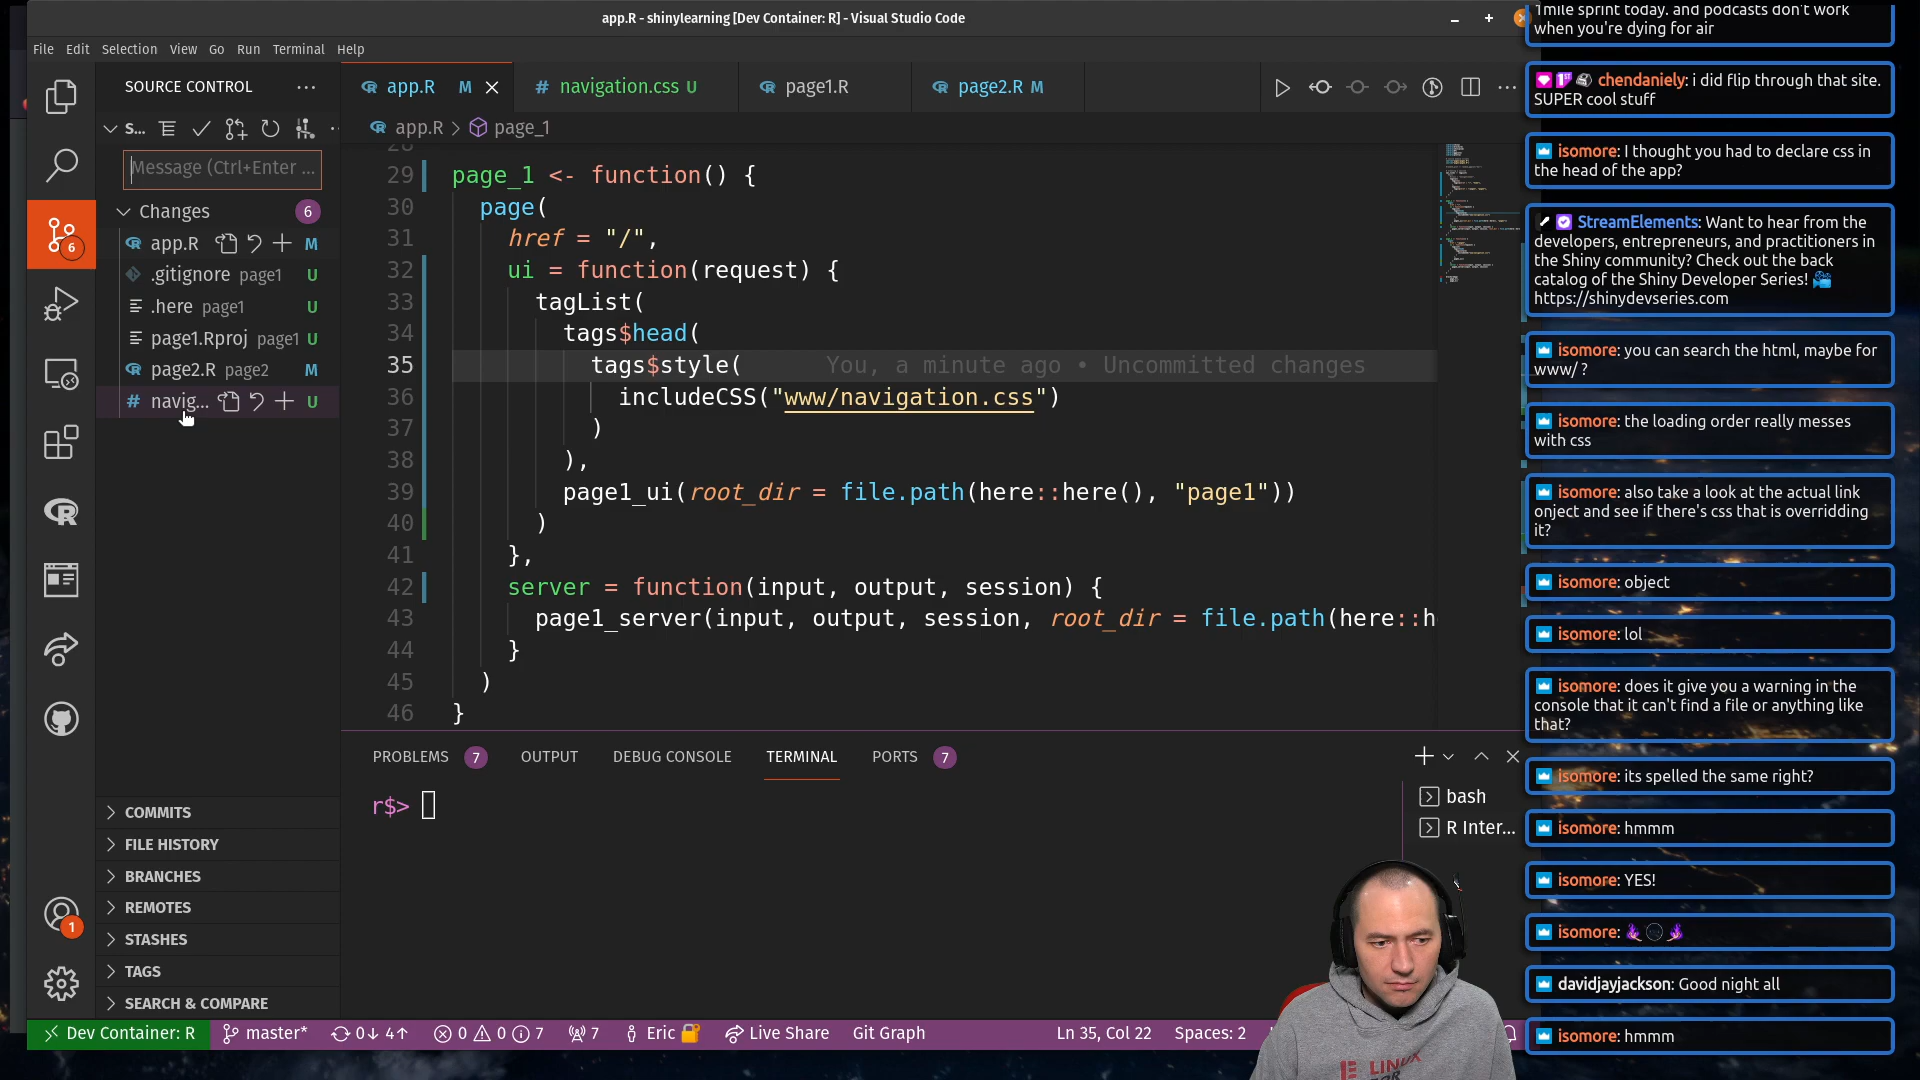 app.R - shinylearning [Dev Container: R] - Visual Studio Code
File Edit Selection View Go Run Terminal Help
SOURCE CONTROL
S...
Message (Ctrl+Enter ...
Changes 6
app.R M
.gitignore page1 U
.here page1 U
page1.Rproj page1 U
page2.R page2 M
# navig... U
6
COMMITS
FILE HISTORY
BRANCHES
REMOTES
STASHES
TAGS
SEARCH & COMPARE
1
app.R M
# navigation.css U
page1.R
page2.R M
app.R > page_1
28
29 page_1 <- function() {
30 page(
31 href = "/",
32 ui = function(request) {
33 tagList(
34 tags$head(
35 tags$style( You, a minute ago • Uncommitted changes
36 includeCSS("www/navigation.css")
37 )
38 ),
39 page1_ui(root_dir = file.path(here::here(), "page1"))
40 )
41 },
42 server = function(input, output, session) {
43 page1_server(input, output, session, root_dir = file.path(here::h
44 }
45 )
46 }
PROBLEMS 7 OUTPUT DEBUG CONSOLE TERMINAL PORTS 7
r$>
bash
R Inter...
Dev Container: R master* 0↓ 4↑ 0 0 7 7 Eric Live Share Git Graph Ln 35, Col 22 Spaces: 2
1mile sprint today. and podcasts don't work
when you're dying for air
chendaniely: i did flip through that site.
SUPER cool stuff
isomore: I thought you had to declare css in
the head of the app?
StreamElements: Want to hear from the
developers, entrepreneurs, and practitioners in
the Shiny community? Check out the back
catalog of the Shiny Developer Series!
https://shinydevseries.com
isomore: you can search the html, maybe for
www/ ?
isomore: the loading order really messes
with css
isomore: also take a look at the actual link
onject and see if there's css that is overridding
it?
isomore: object
isomore: lol
isomore: does it give you a warning in the
console that it can't find a file or anything like
that?
isomore: its spelled the same right?
isomore: hmmm
isomore: YES!
isomore:
davidjayjackson: Good night all
isomore: hmmm
LINUX